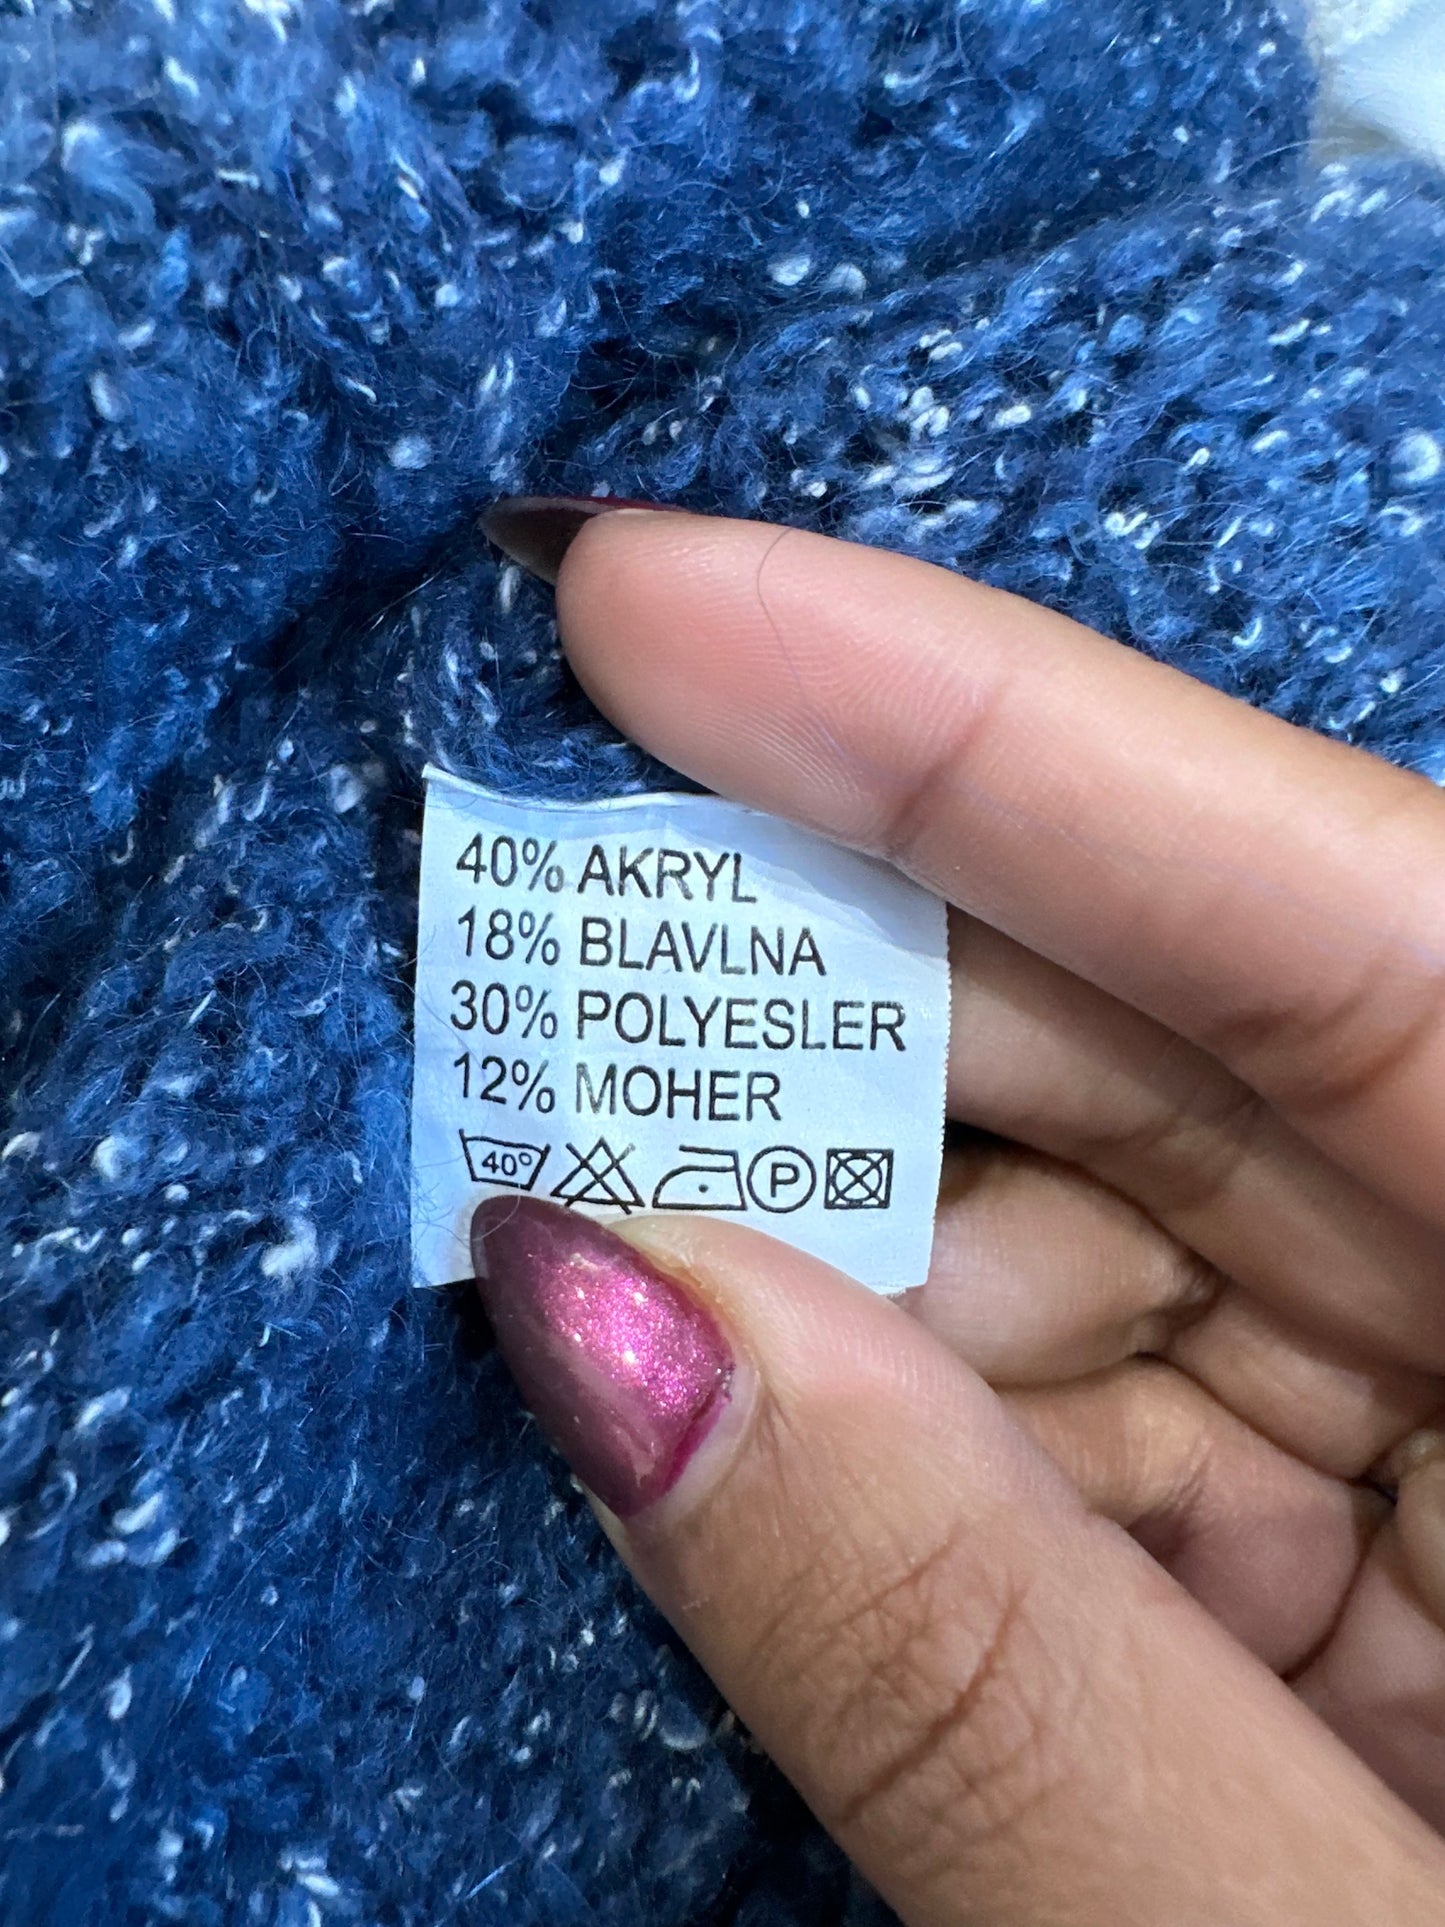 40% AKRYL
18% BLAVLNA
30% POLYESLER
12% MOHER
40° P